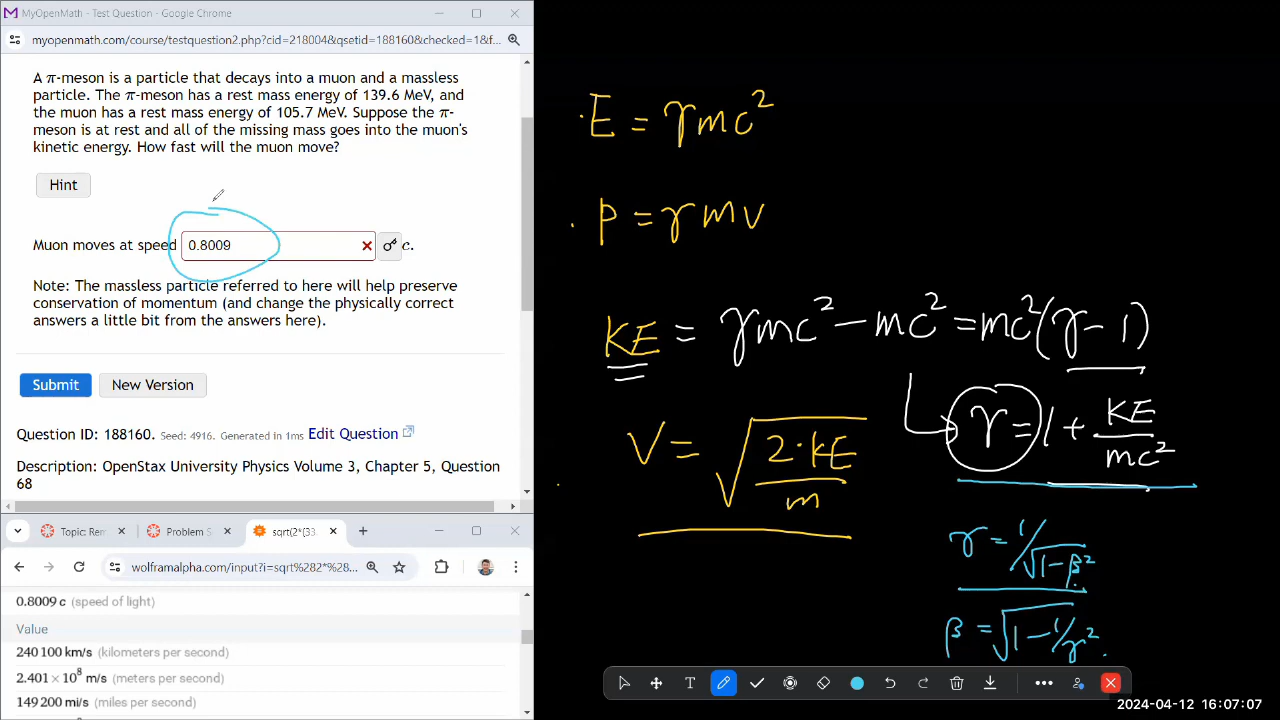 MyOpenMath - Test Question - Google Chrome
myopenmath.com/course/testquestion2.php?cid=218004&qsetid=188160&checked=1&f...
A π-meson is a particle that decays into a muon and a massless
particle. The π-meson has a rest mass energy of 139.6 MeV, and
the muon has a rest mass energy of 105.7 MeV. Suppose the π-
meson is at rest and all of the missing mass goes into the muon's
kinetic energy. How fast will the muon move?
Hint
Muon moves at speed 0.8009 c.
Note: The massless particle referred to here will help preserve
conservation of momentum (and change the physically correct
answers a little bit from the answers here).
Submit New Version
Question ID: 188160. Seed: 4916. Generated in 1ms Edit Question
Description: OpenStax University Physics Volume 3, Chapter 5, Question
68
Topic Rem Problem S sqrt(2*(33
wolframalpha.com/input?i=sqrt%282*%28...
0.8009 c (speed of light)
Value
240 100 km/s (kilometers per second)
2.401 × 10⁸ m/s (meters per second)
149 200 mi/s (miles per second)
E = γmc²
p = γmv
KE = γmc² − mc² = mc²(γ − 1)
γ = 1 + KE/mc²
V = √(2·KE/m)
γ = 1/√(1−β²)
β = √(1−1/γ²)
T
2024-04-12 16:07:07